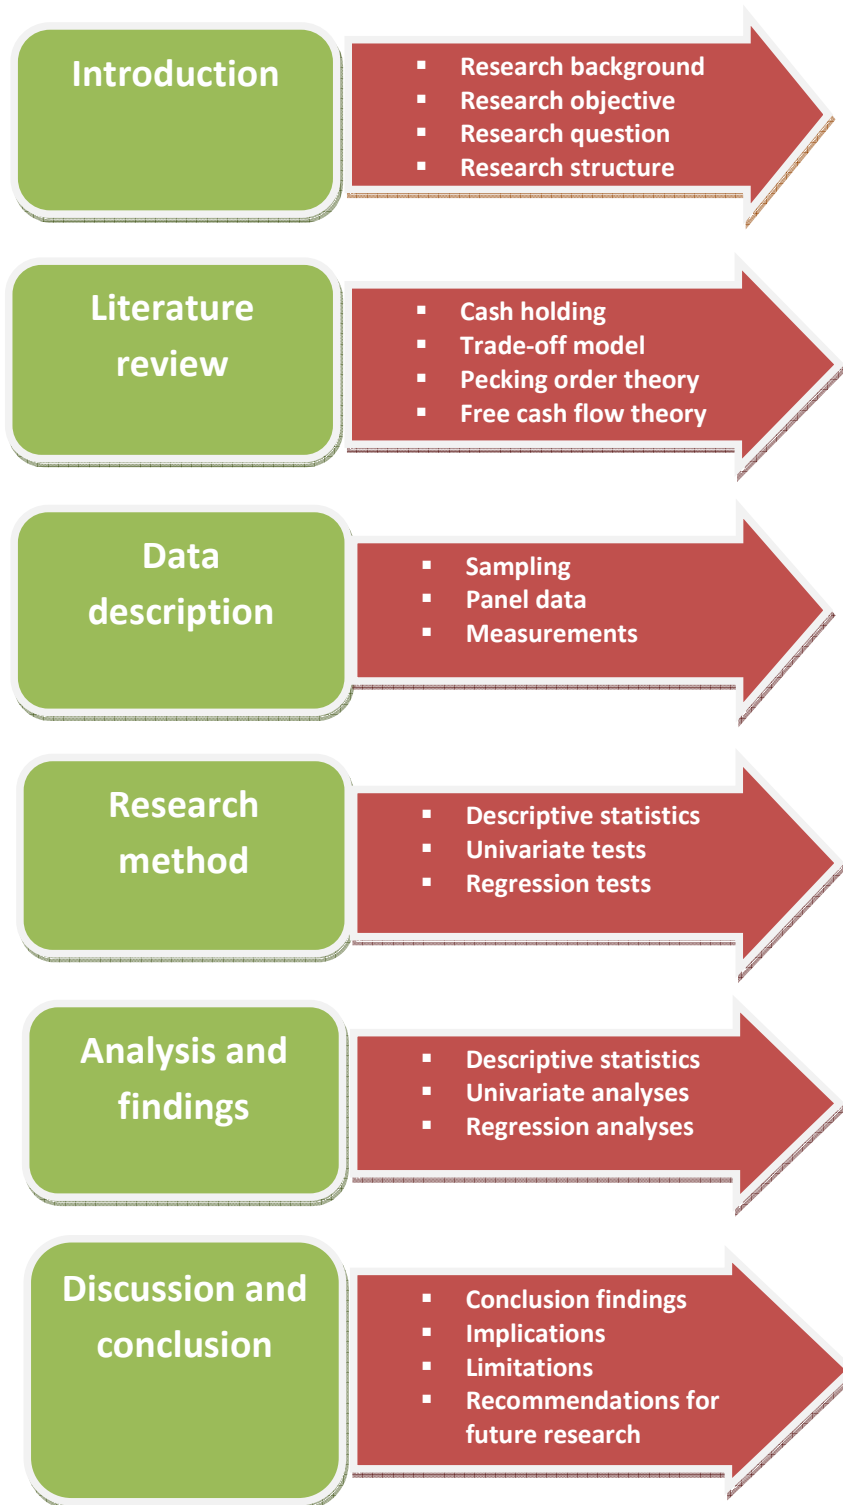 Introduction
▪ Research background
▪ Research objective
▪ Research question
▪ Research structure
Literature
review
▪ Cash holding
▪ Trade-off model
▪ Pecking order theory
▪ Free cash flow theory
Data
description
▪ Sampling
▪ Panel data
▪ Measurements
Research
method
▪ Descriptive statistics
▪ Univariate tests
▪ Regression tests
Analysis and
findings
▪ Descriptive statistics
▪ Univariate analyses
▪ Regression analyses
Discussion and
conclusion
▪ Conclusion findings
▪ Implications
▪ Limitations
▪ Recommendations for
future research